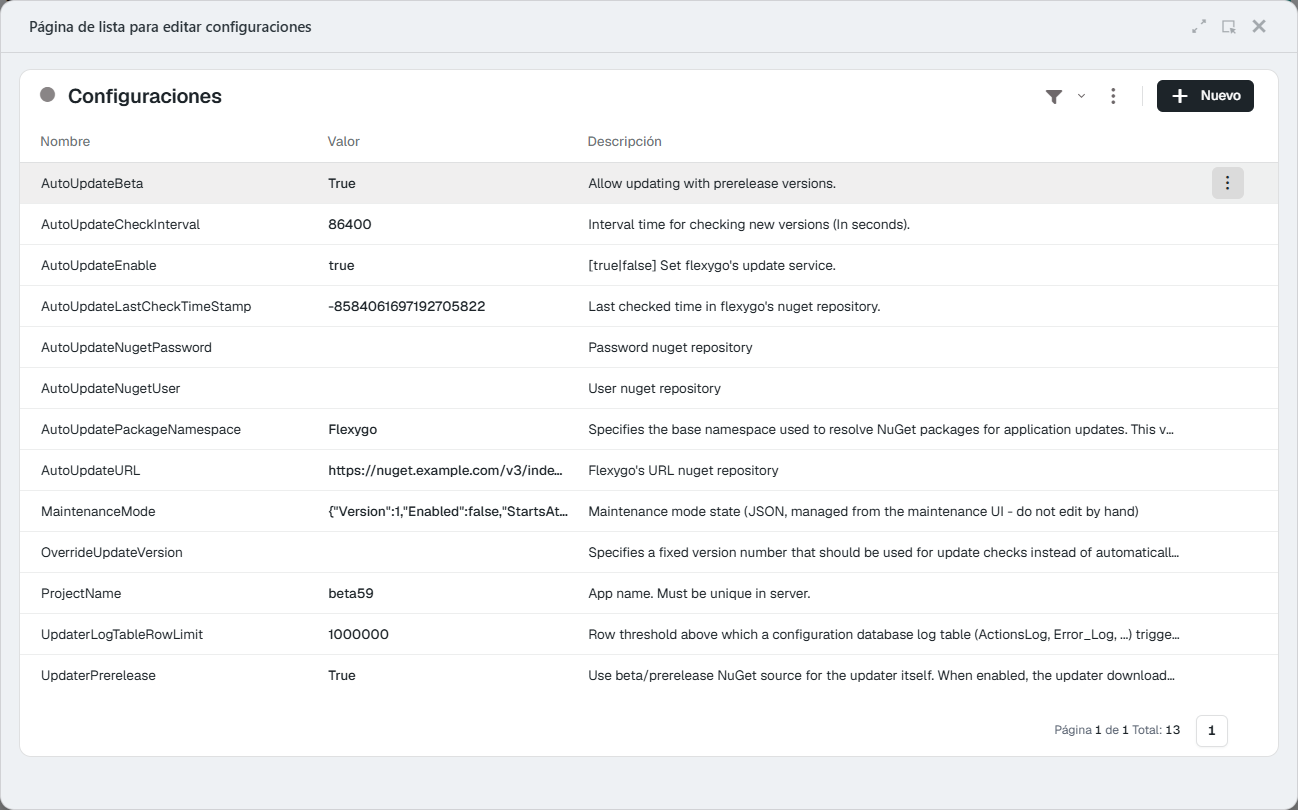 Página de lista para editar configuraciones
Configuraciones
Nuevo
Nombre Valor Descripción
AutoUpdateBeta True Allow updating with prerelease versions.
AutoUpdateCheckInterval 86400 Interval time for checking new versions (In seconds).
AutoUpdateEnable true [true|false] Set flexygo's update service.
AutoUpdateLastCheckTimeStamp -8584061697192705822 Last checked time in flexygo's nuget repository.
AutoUpdateNugetPassword Password nuget repository
AutoUpdateNugetUser User nuget repository
AutoUpdatePackageNamespace Flexygo Specifies the base namespace used to resolve NuGet packages for application updates. This v...
AutoUpdateURL https://nuget.example.com/v3/inde... Flexygo's URL nuget repository
MaintenanceMode {"Version":1,"Enabled":false,"StartsAt... Maintenance mode state (JSON, managed from the maintenance UI - do not edit by hand)
OverrideUpdateVersion Specifies a fixed version number that should be used for update checks instead of automaticall...
ProjectName beta59 App name. Must be unique in server.
UpdaterLogTableRowLimit 1000000 Row threshold above which a configuration database log table (ActionsLog, Error_Log, ...) trigge...
UpdaterPrerelease True Use beta/prerelease NuGet source for the updater itself. When enabled, the updater download...
Página 1 de 1 Total: 13 1